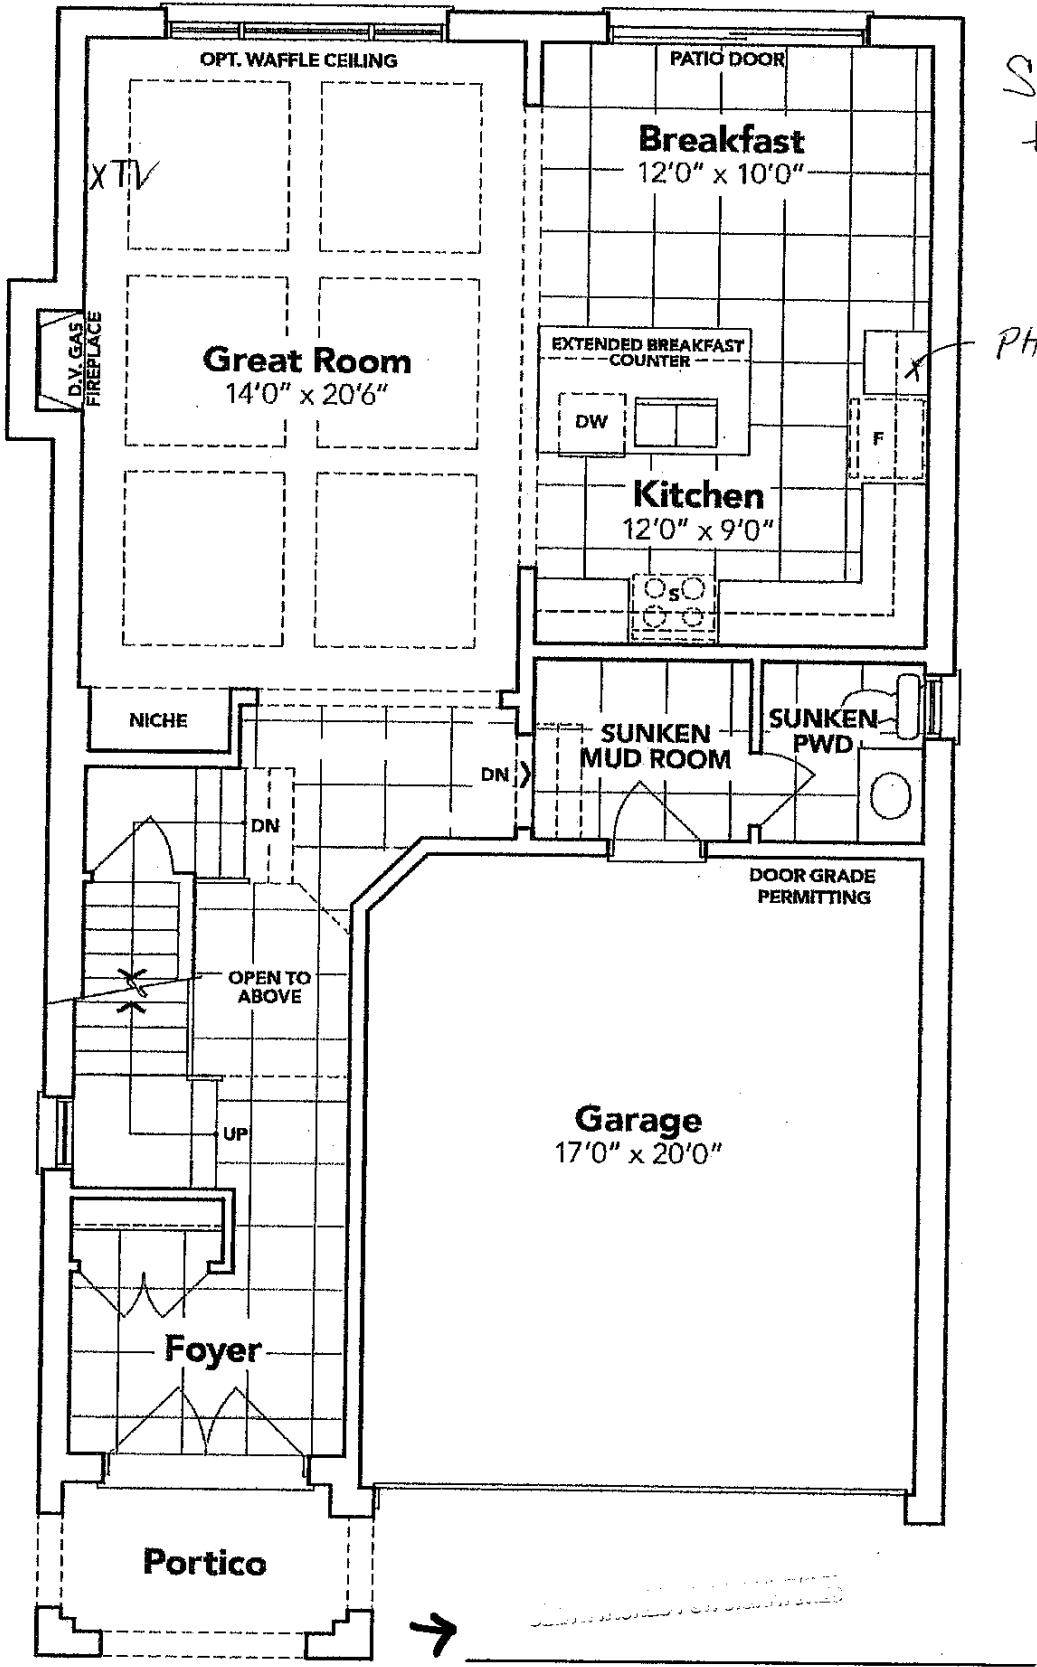 OPT. WAFFLE CEILING
PATIO DOOR
Breakfast
12'0" x 10'0"
XTV
D.V. GAS
FIREPLACE
Great Room
14'0" x 20'6"
EXTENDED BREAKFAST
COUNTER
PH
X
DW
F
Kitchen
12'0" x 9'0"
S
NICHE
SUNKEN
MUD ROOM
SUNKEN
PWD
DN
DN
DOOR GRADE
PERMITTING
OPEN TO
ABOVE
UP
Garage
17'0" x 20'0"
Foyer
Portico